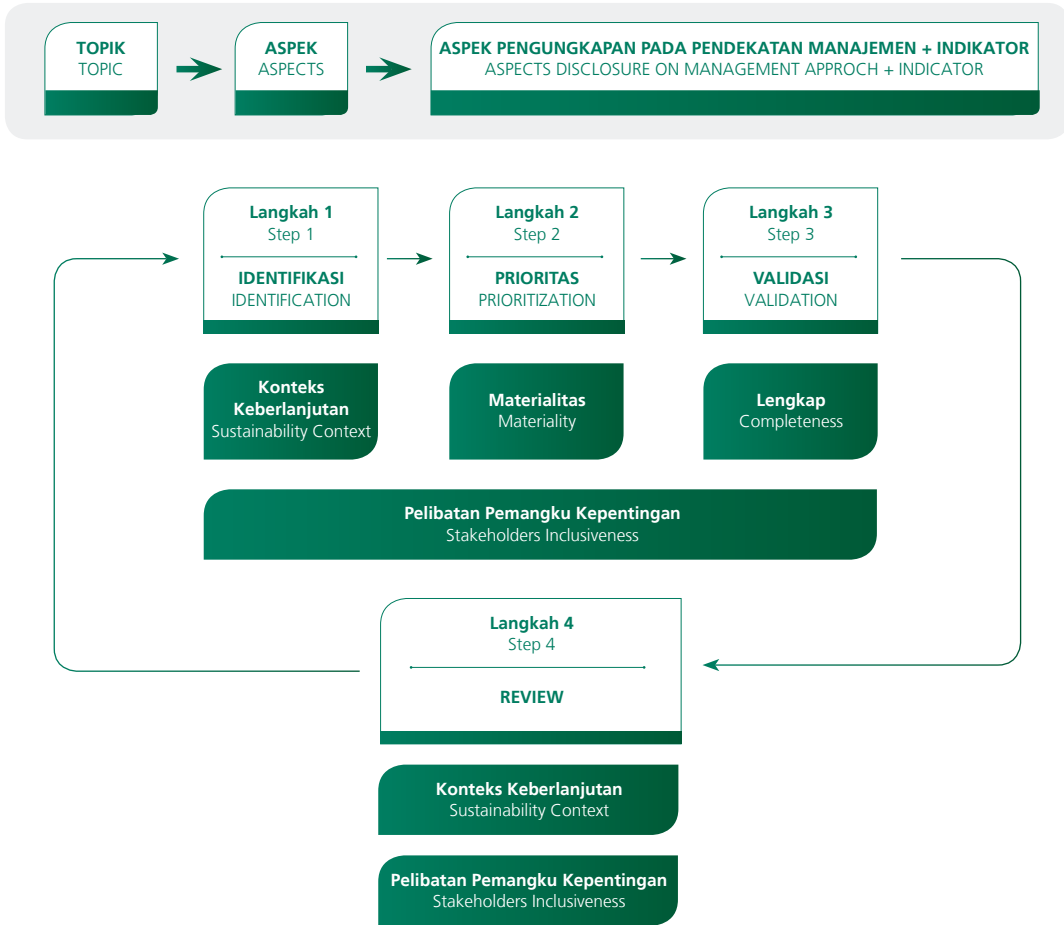 TOPIK
TOPIC
ASPEK
ASPECTS
ASPEK PENGUNGKAPAN PADA PENDEKATAN MANAJEMEN + INDIKATOR
ASPECTS DISCLOSURE ON MANAGEMENT APPROCH + INDICATOR
Langkah 1
Step 1
IDENTIFIKASI
IDENTIFICATION
Langkah 2
Step 2
PRIORITAS
PRIORITIZATION
Langkah 3
Step 3
VALIDASI
VALIDATION
Konteks
Keberlanjutan
Sustainability Context
Materialitas
Materiality
Lengkap
Completeness
Pelibatan Pemangku Kepentingan
Stakeholders Inclusiveness
Langkah 4
Step 4
REVIEW
Konteks Keberlanjutan
Sustainability Context
Pelibatan Pemangku Kepentingan
Stakeholders Inclusiveness